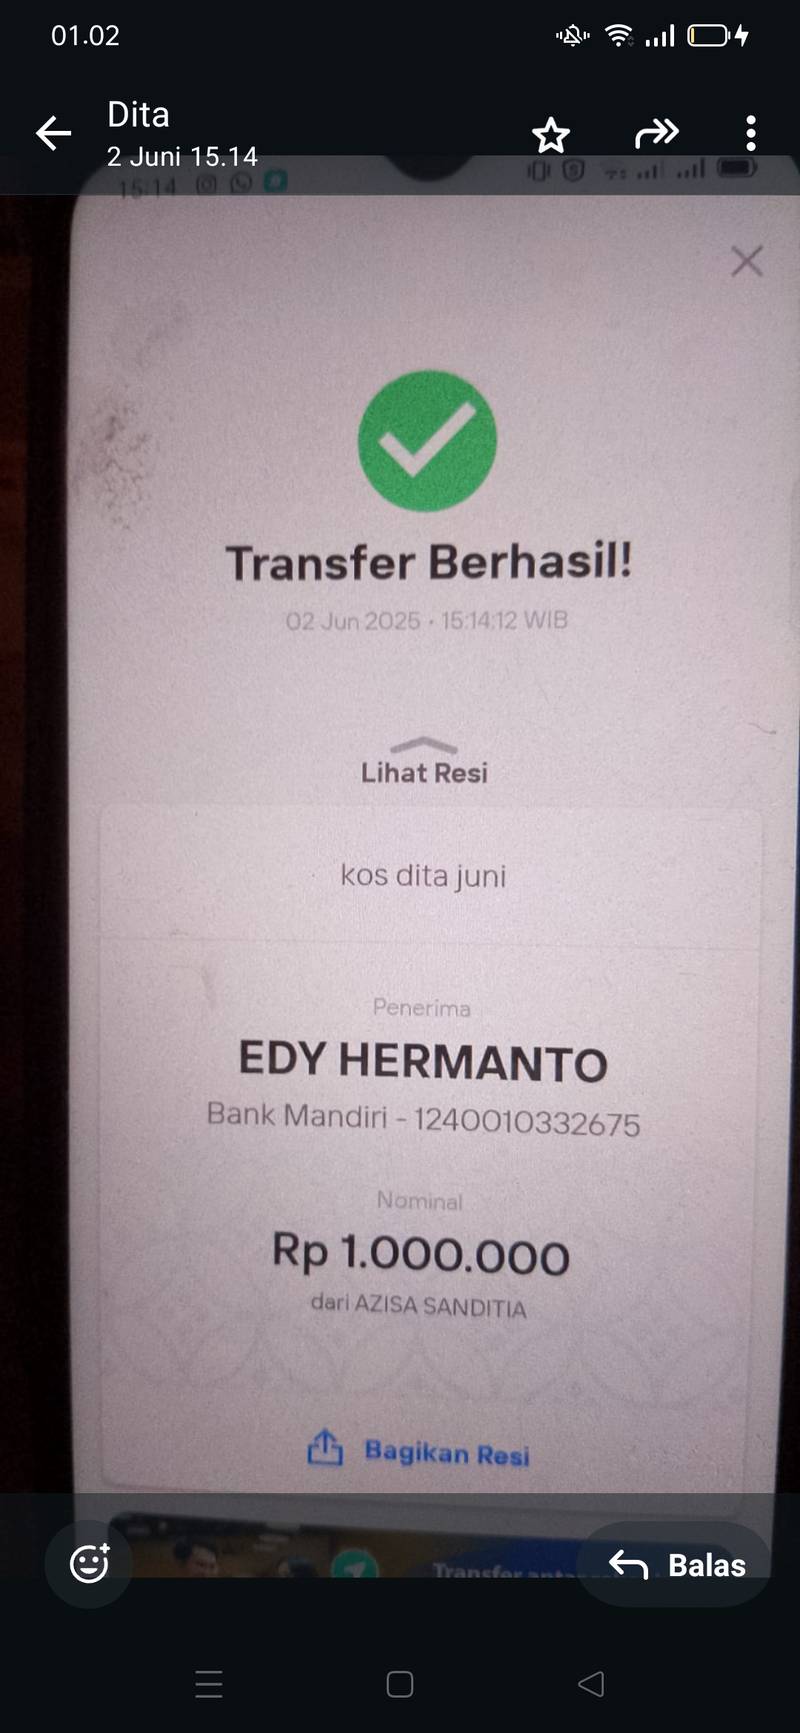 01.02
Dita
2 Juni 15.14
15:14
Transfer Berhasil!
02 Jun 2025 • 15:14:12 WIB
Lihat Resi
kos dita juni
Penerima
EDY HERMANTO
Bank Mandiri - 1240010332675
Nominal
Rp 1.000.000
dari AZISA SANDITIA
Bagikan Resi
Transfer
Balas